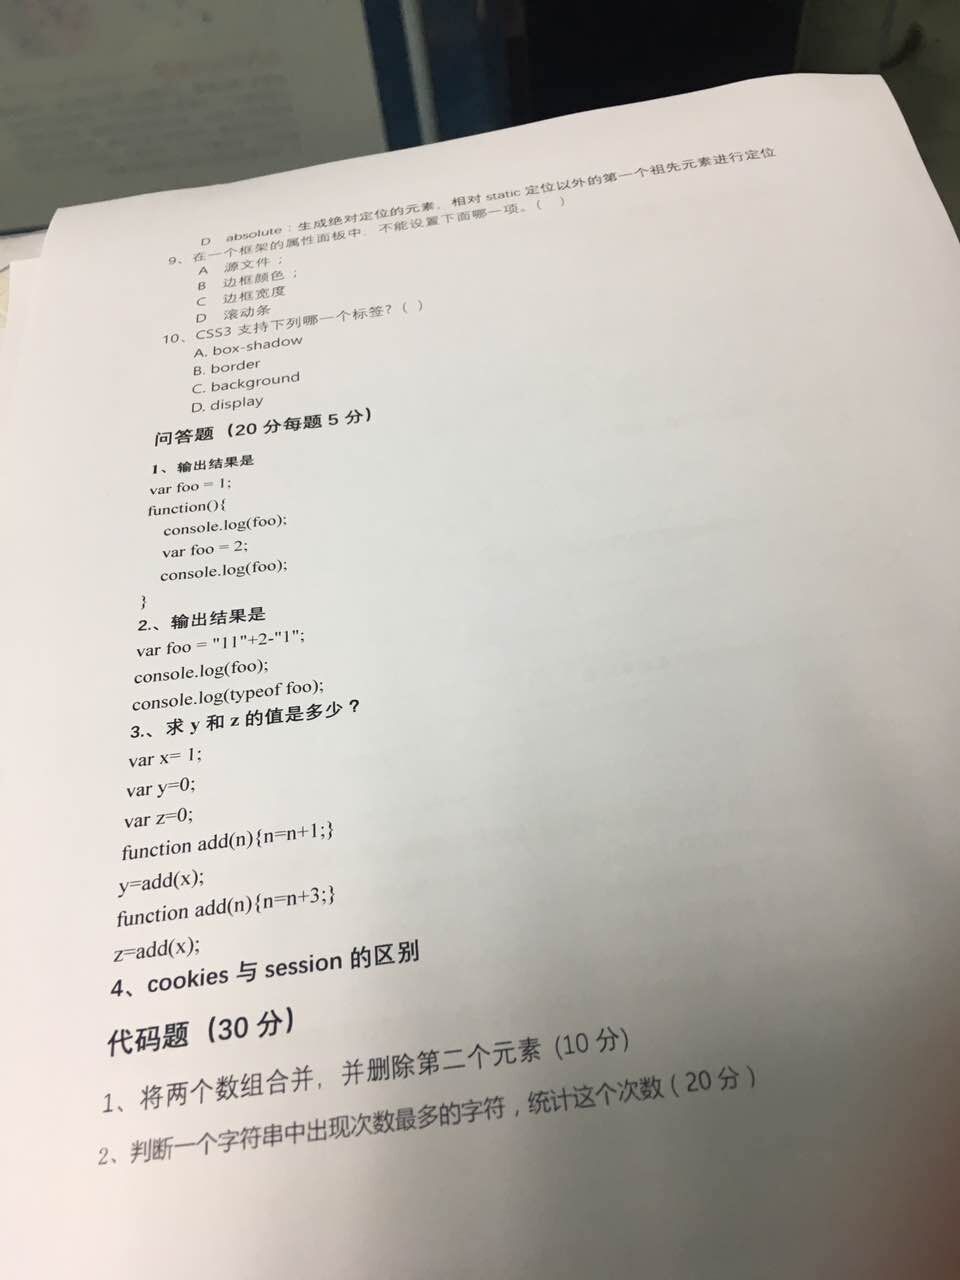 D absolute：生成绝对定位的元素，相对 static 定位以外的第一个祖先元素进行定位
9、在一个框架的属性面板中，不能设置下面哪一项。（ ）
A 源文件；
B 边框颜色；
C 边框宽度
D 滚动条
10、CSS3 支持下列哪一个标签?（ ）
A. box-shadow
B. border
C. background
D. display
问答题（20 分每题 5 分）
1、输出结果是
var foo = 1;
function(){
console.log(foo);
var foo = 2;
console.log(foo);
}
2.、输出结果是
var foo = "11"+2-"1";
console.log(foo);
console.log(typeof foo);
3.、求 y 和 z 的值是多少？
var x= 1;
var y=0;
var z=0;
function add(n){n=n+1;}
y=add(x);
function add(n){n=n+3;}
z=add(x);
4、cookies 与 session 的区别
代码题（30 分）
1、将两个数组合并，并删除第二个元素（10 分）
2、判断一个字符串中出现次数最多的字符，统计这个次数（20 分）